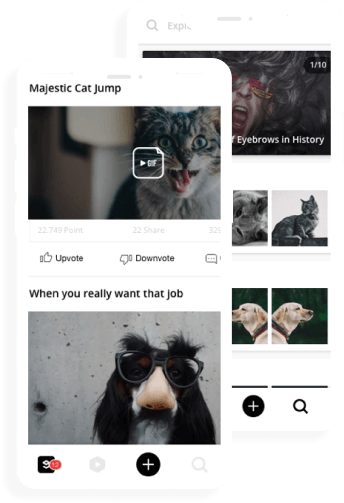 Majestic Cat Jump
GIF
22.749 Point
22 Share
329
Upvote
Downvote
When you really want that Job
12
Expl
1/10
f Eyebrows in History